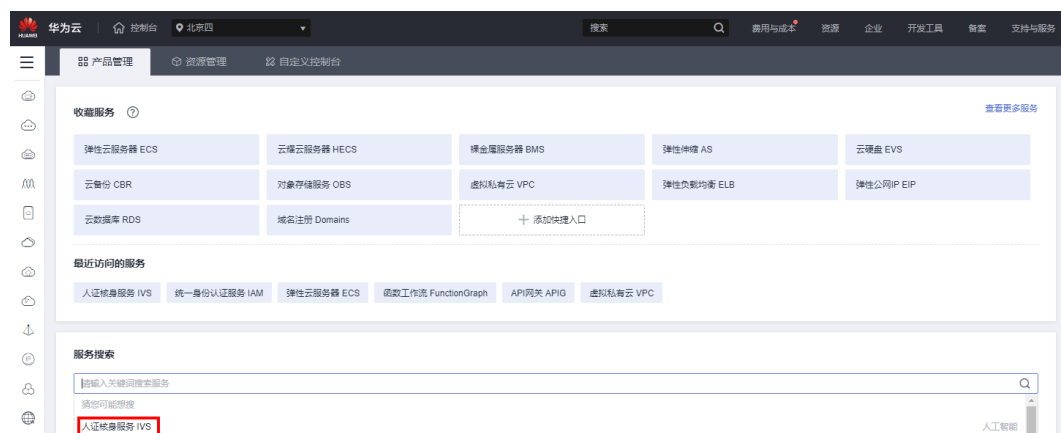 HUAWEI 华为云 控制台 北京四 搜索 费用与成本 资源 企业 开发工具 备案 支持与服务
产品管理 资源管理 自定义控制台
收藏服务 ? 查看更多服务
弹性云服务器 ECS 云耀云服务器 HECS 裸金属服务器 BMS 弹性伸缩 AS 云硬盘 EVS
云备份 CBR 对象存储服务 OBS 虚拟私有云 VPC 弹性负载均衡 ELB 弹性公网IP EIP
云数据库 RDS 域名注册 Domains 添加快捷入口
最近访问的服务
人证核身服务 IVS 统一身份认证服务 IAM 弹性云服务器 ECS 函数工作流 FunctionGraph API网关 APIG 虚拟私有云 VPC
服务搜索
请输入关键词搜索服务
猜您可能想搜
人证核身服务 IVS 人工智能